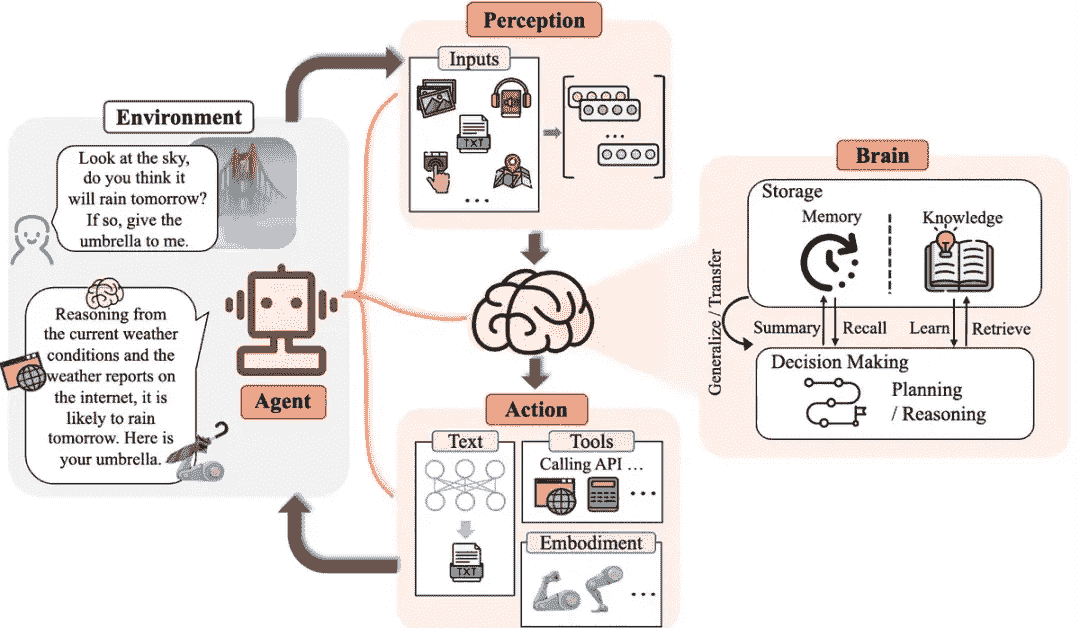 Perception
Inputs
TXT
...
...
Environment
Look at the sky,
do you think it
will rain tomorrow?
If so, give the
umbrella to me.
Reasoning from
the current weather
conditions and the
weather reports on
the internet, it is
likely to rain
tomorrow. Here is
your umbrella.
Agent
Action
Text
TXT
Tools
Calling API ...
...
Embodiment
...
Brain
Storage
Memory
Knowledge
Generalize / Transfer
Summary
Recall
Learn
Retrieve
Decision Making
Planning
/ Reasoning